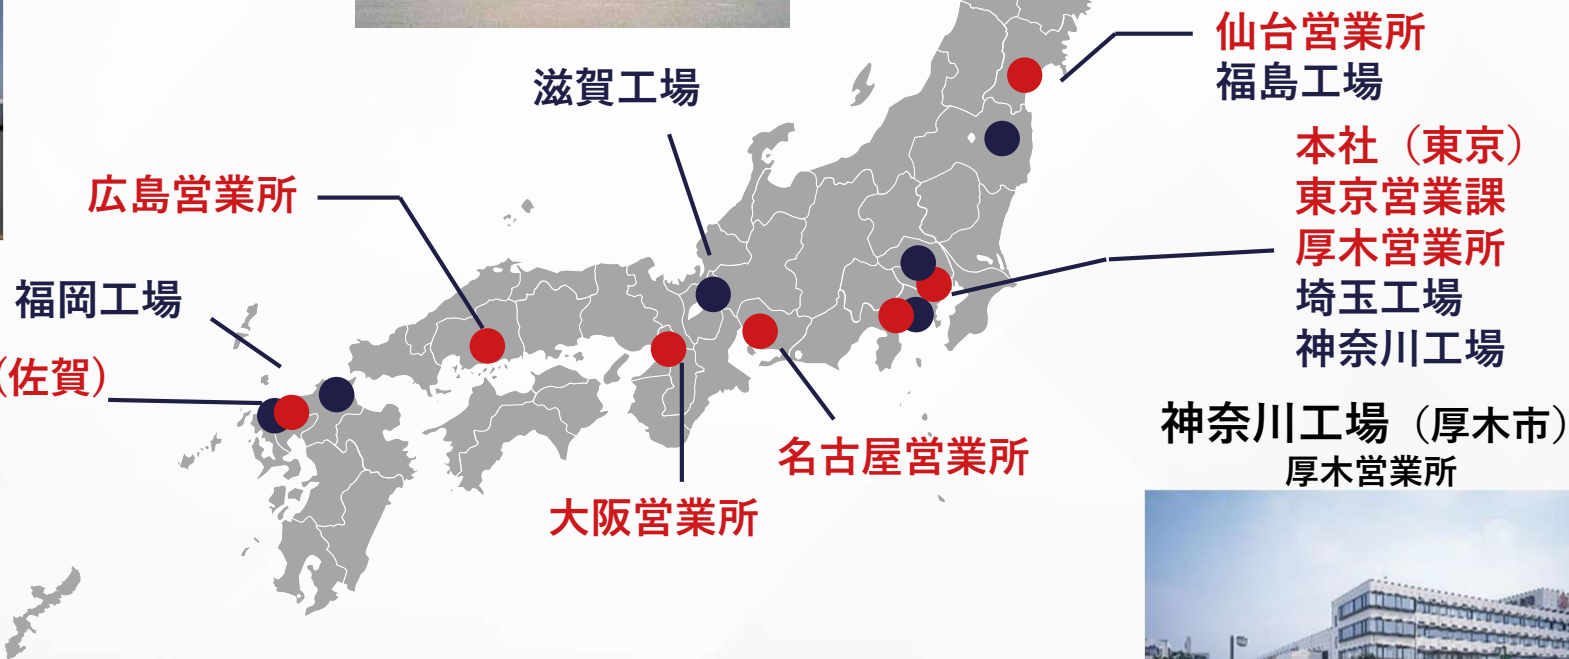 仙台営業所
福島工場
滋賀工場
本社（東京）
東京営業課
厚木営業所
埼玉工場
神奈川工場
広島営業所
福岡工場
（佐賀）
名古屋営業所
大阪営業所
神奈川工場（厚木市）
厚木営業所